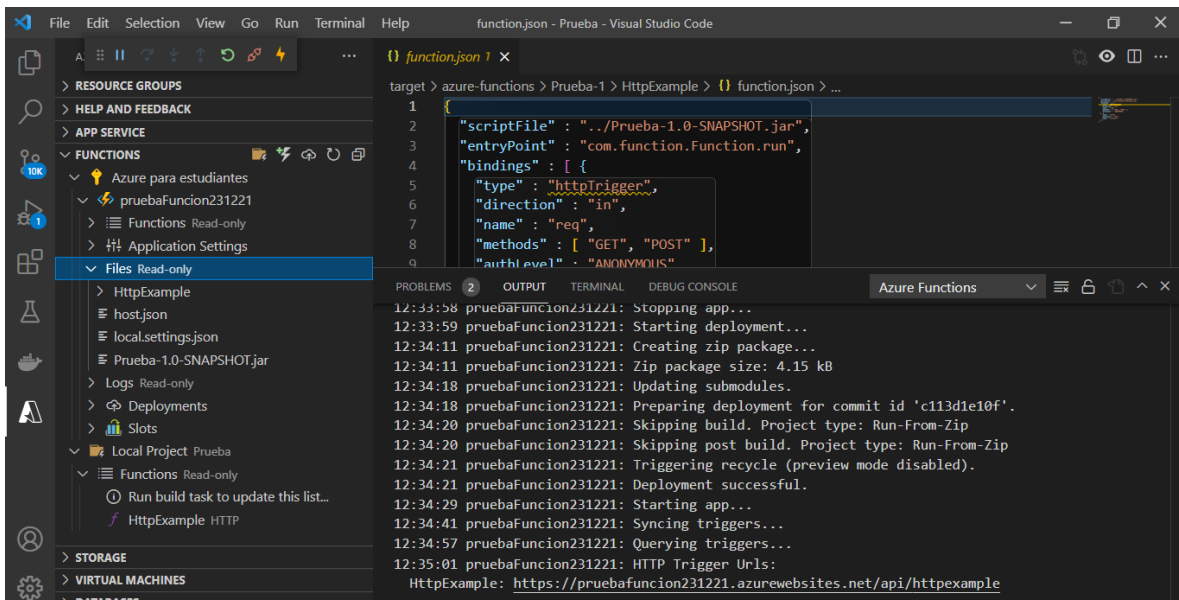 File Edit Selection View Go Run Terminal Help function.json - Prueba - Visual Studio Code
A
RESOURCE GROUPS
HELP AND FEEDBACK
APP SERVICE
FUNCTIONS
Azure para estudiantes
pruebaFuncion231221
Functions Read-only
Application Settings
Files Read-only
HttpExample
host.json
local.settings.json
Prueba-1.0-SNAPSHOT.jar
Logs Read-only
Deployments
Slots
Local Project Prueba
Functions Read-only
Run build task to update this list...
HttpExample HTTP
STORAGE
VIRTUAL MACHINES
DATABASES
10K
1
{} function.json 1
target > azure-functions > Prueba-1 > HttpExample > {} function.json > ...
1 {
2 "scriptFile" : "../Prueba-1.0-SNAPSHOT.jar",
3 "entryPoint" : "com.function.Function.run",
4 "bindings" : [ {
5 "type" : "httpTrigger",
6 "direction" : "in",
7 "name" : "req",
8 "methods" : [ "GET", "POST" ],
9 "authLevel" : "ANONYMOUS"
PROBLEMS 2 OUTPUT TERMINAL DEBUG CONSOLE Azure Functions
12:33:58 pruebaFuncion231221: Stopping app...
12:33:59 pruebaFuncion231221: Starting deployment...
12:34:11 pruebaFuncion231221: Creating zip package...
12:34:11 pruebaFuncion231221: Zip package size: 4.15 kB
12:34:18 pruebaFuncion231221: Updating submodules.
12:34:18 pruebaFuncion231221: Preparing deployment for commit id 'c113d1e10f'.
12:34:20 pruebaFuncion231221: Skipping build. Project type: Run-From-Zip
12:34:20 pruebaFuncion231221: Skipping post build. Project type: Run-From-Zip
12:34:21 pruebaFuncion231221: Triggering recycle (preview mode disabled).
12:34:21 pruebaFuncion231221: Deployment successful.
12:34:29 pruebaFuncion231221: Starting app...
12:34:41 pruebaFuncion231221: Syncing triggers...
12:34:57 pruebaFuncion231221: Querying triggers...
12:35:01 pruebaFuncion231221: HTTP Trigger Urls:
HttpExample: https://pruebafuncion231221.azurewebsites.net/api/httpexample